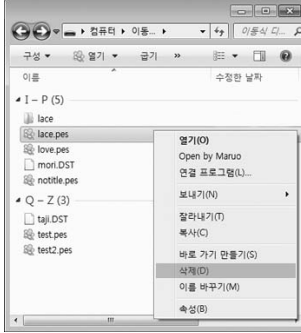 ▸ 컴퓨터 ▸ 이동... ▸
이동식 디...
구성 ▼ 열기 ▼ 굽기 »
이름 수정한 날짜
I – P (5)
lace
lace.pes
love.pes
mori.DST
notitle.pes
Q – Z (3)
taji.DST
test.pes
test2.pes
열기(O)
Open by Maruo
연결 프로그램(L)...
보내기(N)
잘라내기(T)
복사(C)
바로 가기 만들기(S)
삭제(D)
이름 바꾸기(M)
속성(B)